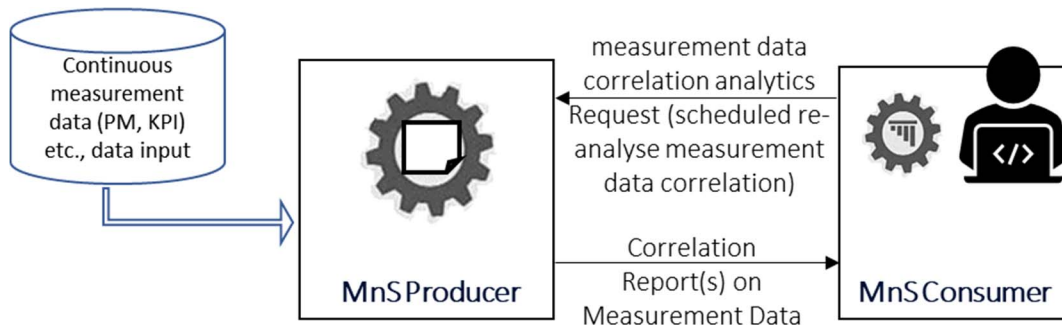 Continuous
measurement
data (PM, KPI)
etc., data input
MnS Producer
measurement data
correlation analytics
Request (scheduled re-
analyse measurement
data correlation)
Correlation
Report(s) on
Measurement Data
</>
MnS Consumer